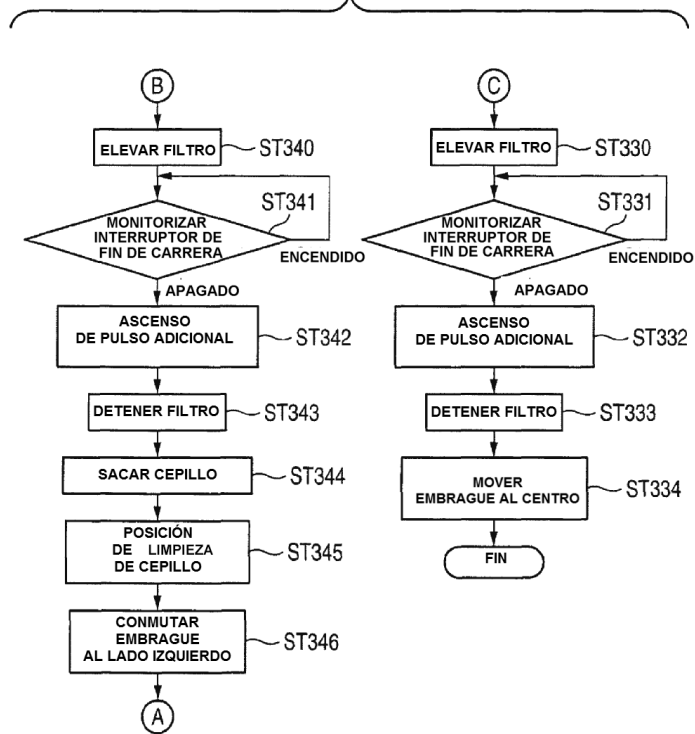 B
ELEVAR FILTRO
ST340
ST341
MONITORIZAR
INTERRUPTOR DE
FIN DE CARRERA
ENCENDIDO
APAGADO
ASCENSO
DE PULSO ADICIONAL
ST342
DETENER FILTRO
ST343
SACAR CEPILLO
ST344
POSICIÓN
DE LIMPIEZA
DE CEPILLO
ST345
CONMUTAR
EMBRAGUE
AL LADO IZQUIERDO
ST346
A
C
ELEVAR FILTRO
ST330
ST331
MONITORIZAR
INTERRUPTOR DE
FIN DE CARRERA
ENCENDIDO
APAGADO
ASCENSO
DE PULSO ADICIONAL
ST332
DETENER FILTRO
ST333
MOVER
EMBRAGUE AL CENTRO
ST334
FIN